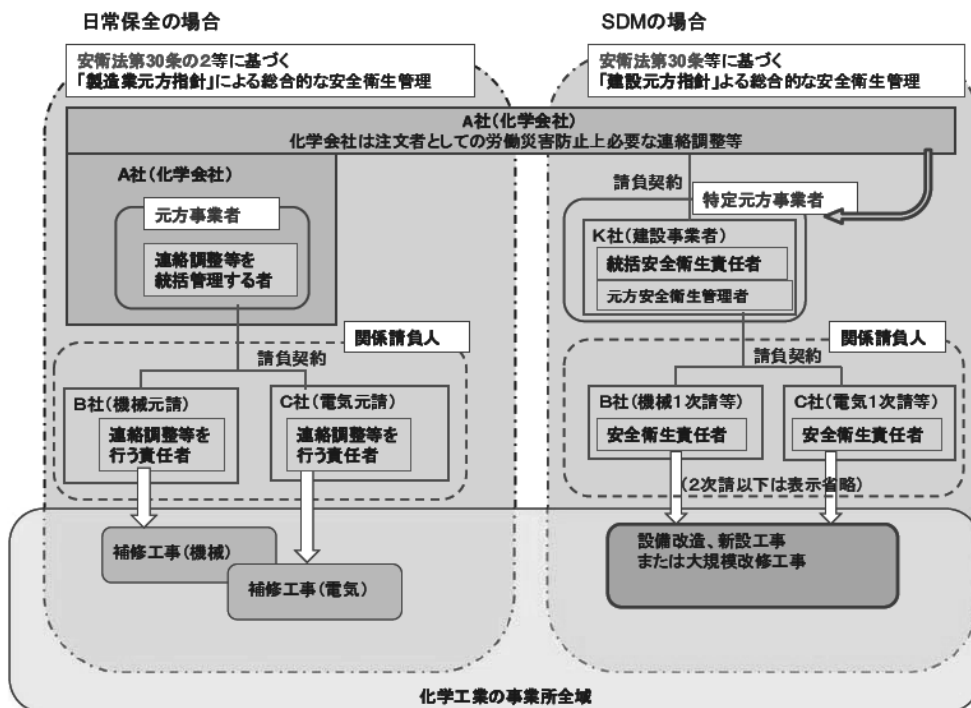 日常保全の場合
SDMの場合
安衛法第30条の2等に基づく
「製造業元方指針」による総合的な安全衛生管理
安衛法第30条等に基づく
「建設元方指針」よる総合的な安全衛生管理
A社(化学会社)
化学会社は注文者としての労働災害防止上必要な連絡調整等
A社(化学会社)
元方事業者
連絡調整等を
統括管理する者
請負契約
関係請負人
B社(機械元請)
連絡調整等を
行う責任者
C社(電気元請)
連絡調整等を
行う責任者
補修工事(機械)
補修工事(電気)
請負契約
特定元方事業者
K社(建設事業者)
統括安全衛生責任者
元方安全衛生管理者
関係請負人
請負契約
B社(機械1次請等)
安全衛生責任者
C社(電気1次請等)
安全衛生責任者
(2次請以下は表示省略)
設備改造、新設工事
または大規模改修工事
化学工業の事業所全域